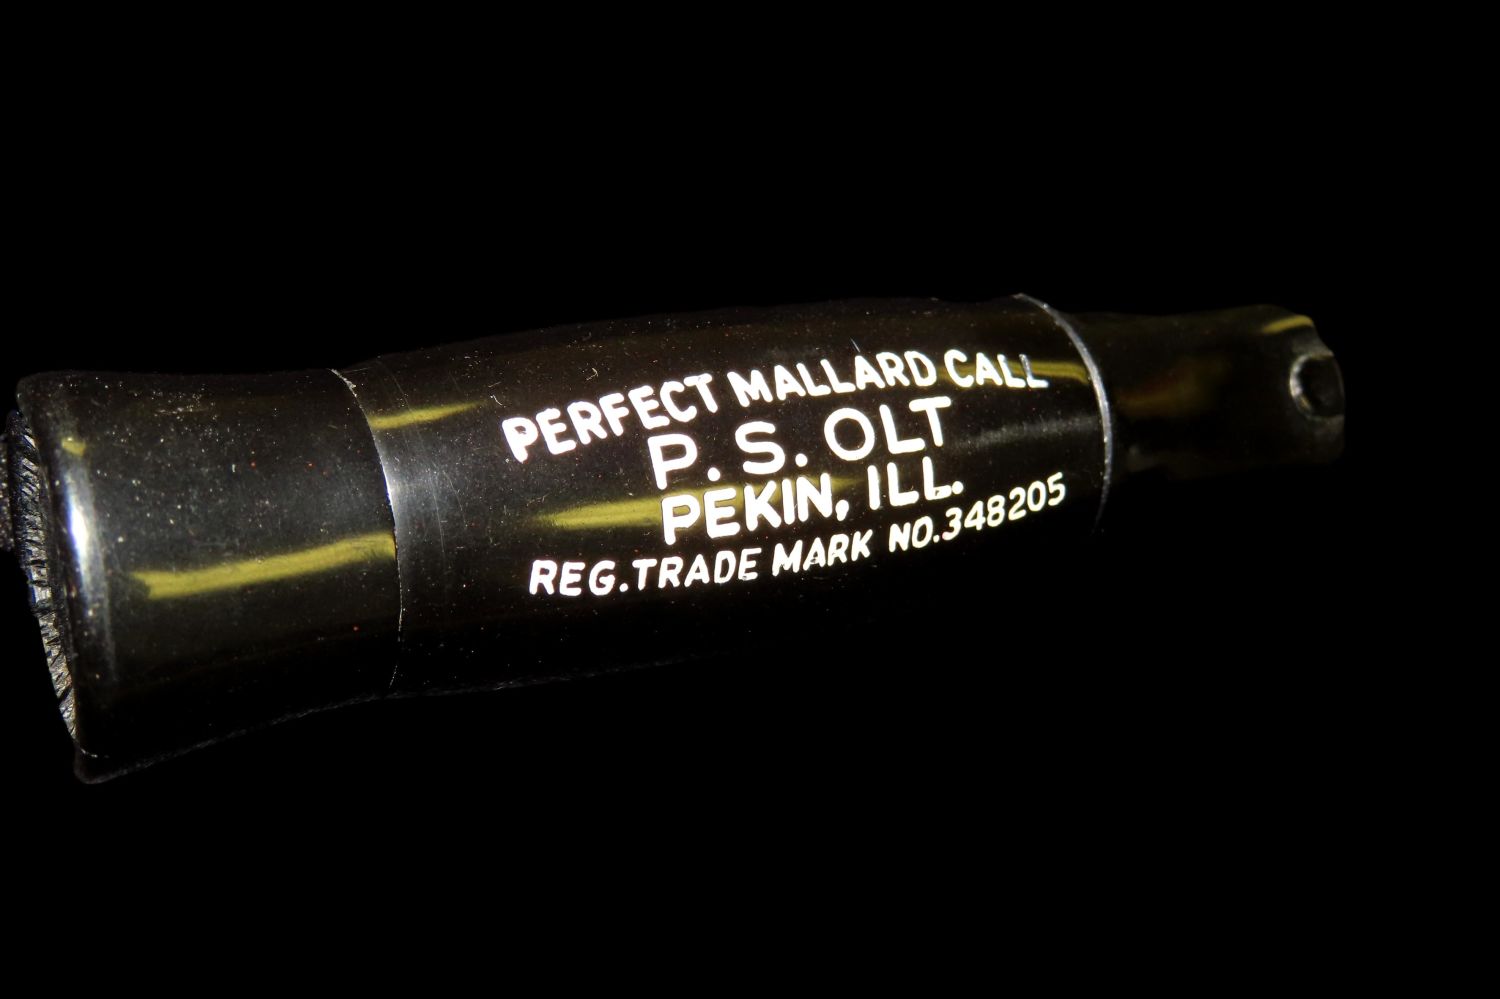 PERFECT MALLARD CALL
P. S. OLT
PEKIN, ILL.
REG. TRADE MARK NO. 348205